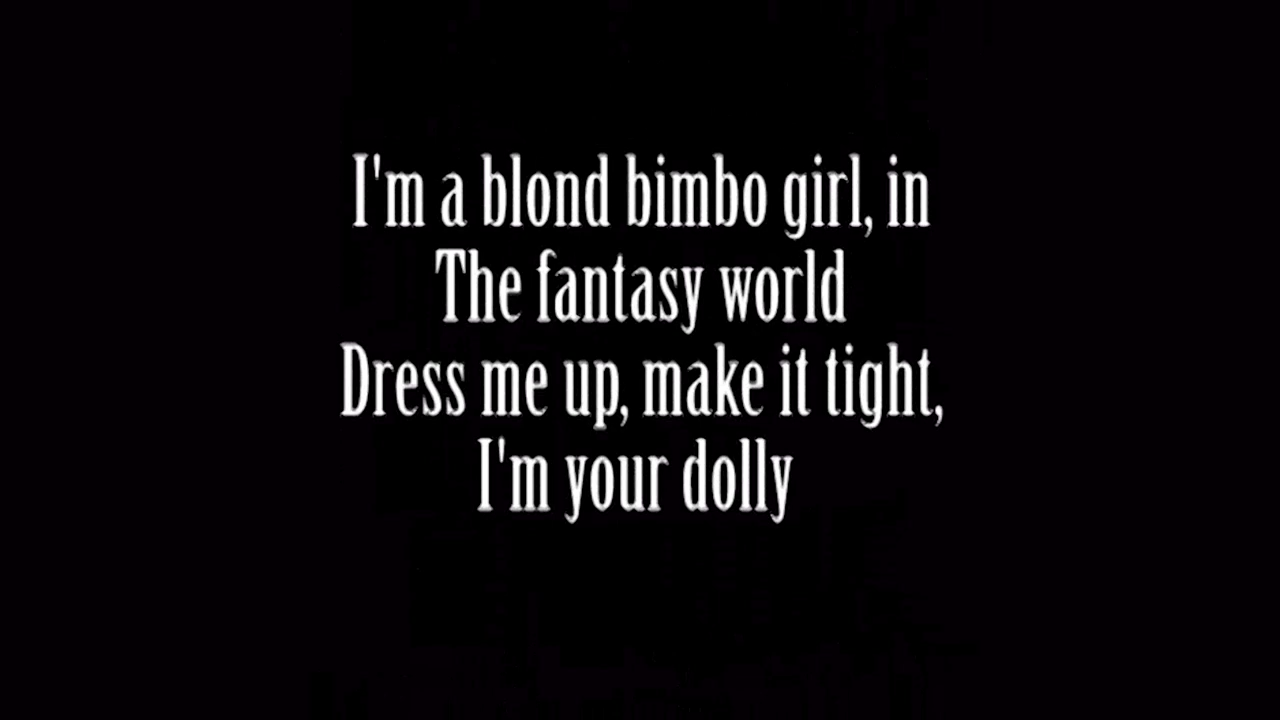 I'm a blond bimbo girl, in
The fantasy world
Dress me up, make it tight,
I'm your dolly